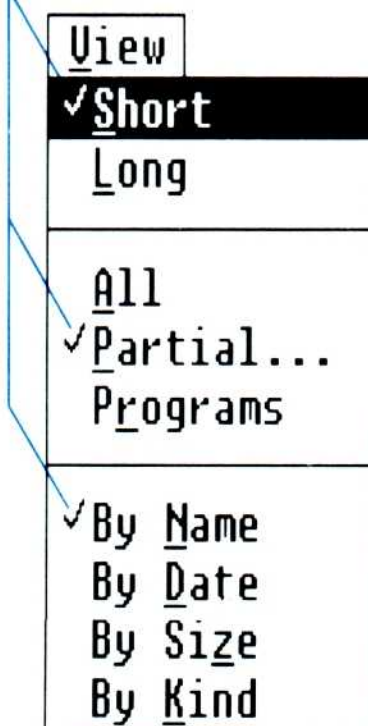 View
✓Short
Long
All
✓Partial...
Programs
✓By Name
By Date
By Size
By Kind